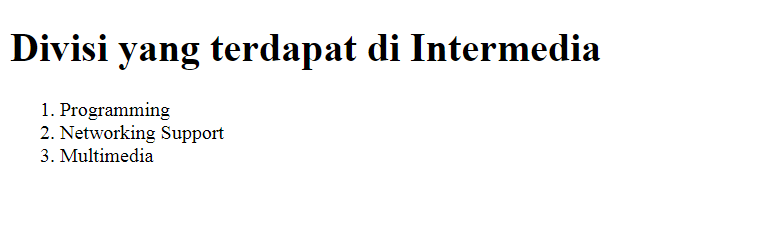 Divisi yang terdapat di Intermedia
1. Programming
2. Networking Support
3. Multimedia